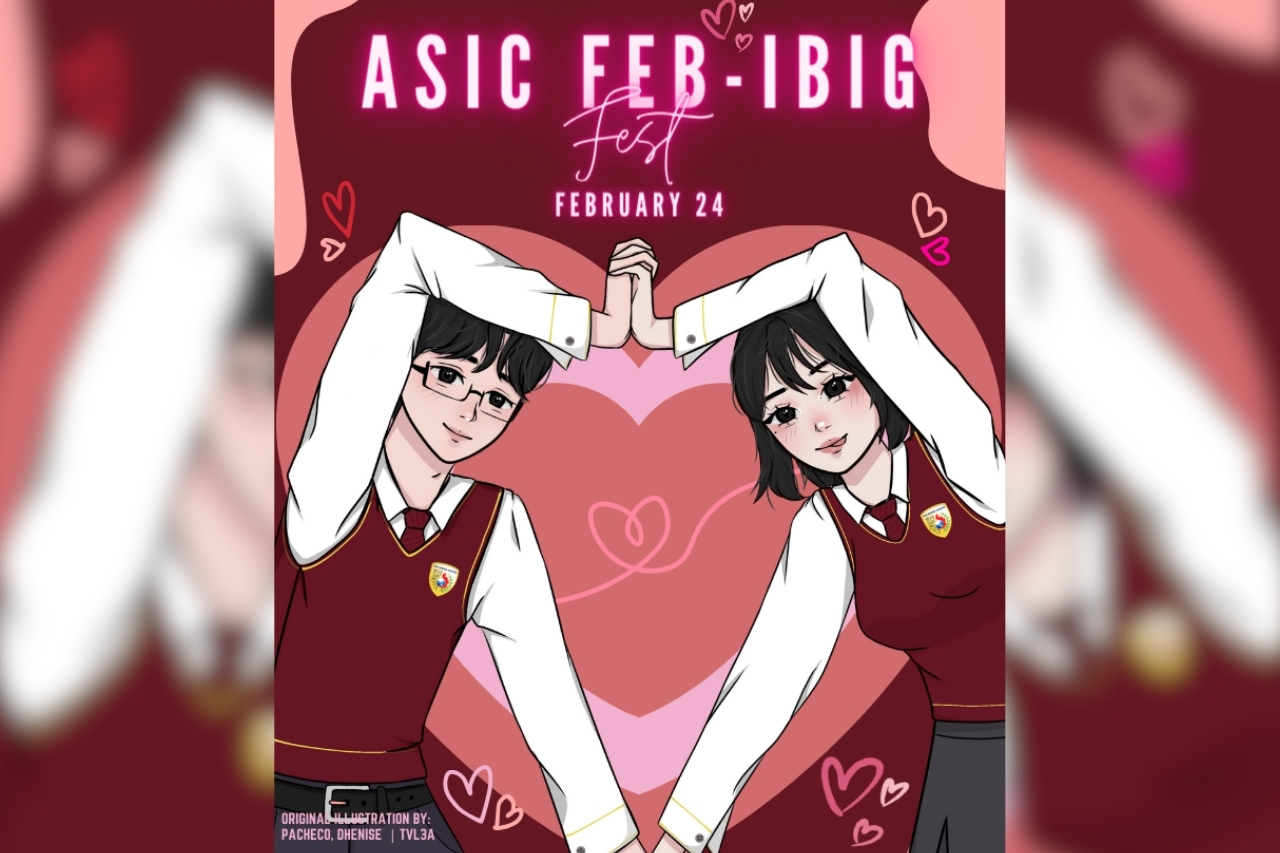 ASIC FEB-IBIG
Fest
FEBRUARY 24
ORIGINAL ILLUSTRATION BY:
PACHECO, DHENISE | TVL3A